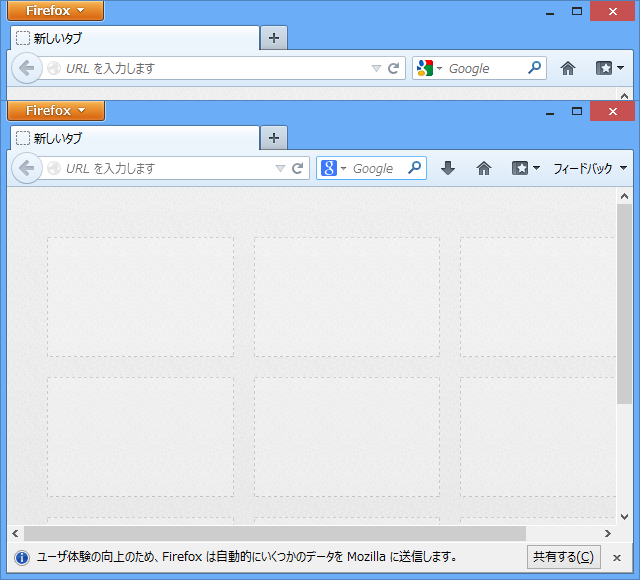 Firefox
新しいタブ
URL を入力します
Google
Firefox
新しいタブ
URL を入力します
8 Google
フィードバック
ユーザ体験の向上のため、Firefox は自動的にいくつかのデータを Mozilla に送信します。
共有する(C)